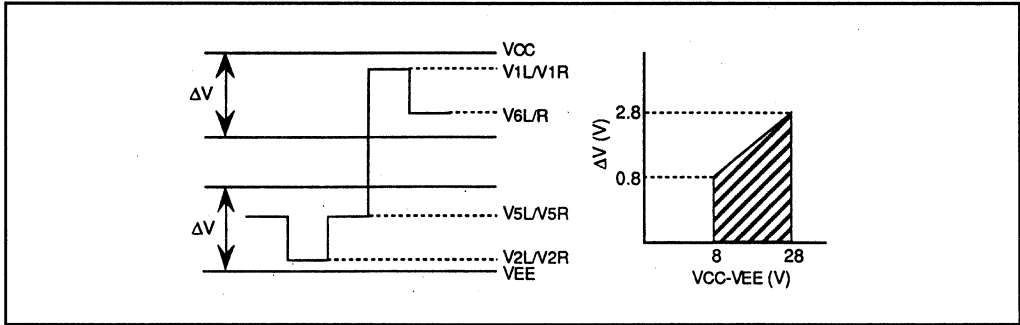 VCC
V1L/V1R
ΔV
V6L/R
ΔV
V5L/V5R
V2L/V2R
VEE
ΔV (V)
2.8
0.8
8 28
VCC-VEE (V)